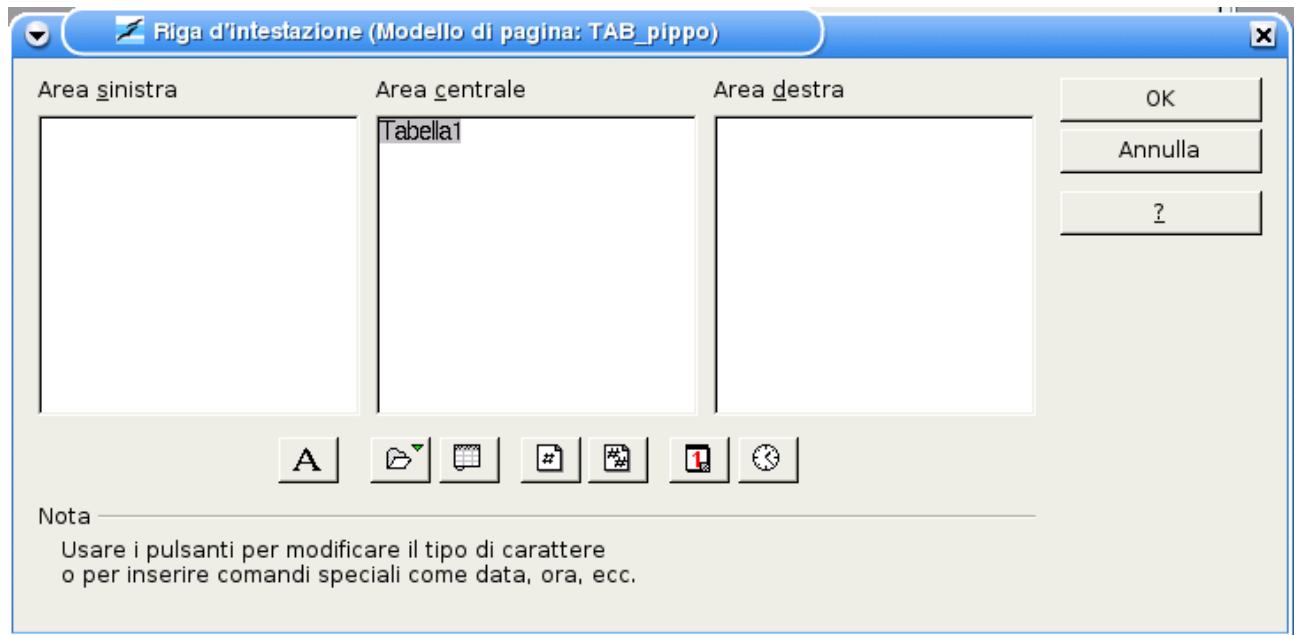 Riga d'intestazione (Modello di pagina: TAB_pippo)
Area sinistra
Area centrale
Area destra
Tabella1
OK
Annulla
?
A
#
##
1
Nota
Usare i pulsanti per modificare il tipo di carattere
o per inserire comandi speciali come data, ora, ecc.